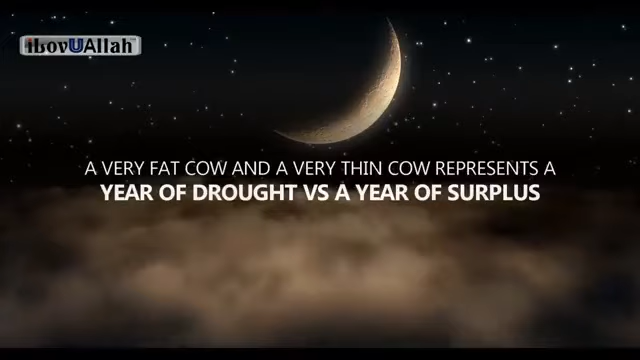 iLovUAllah
A VERY FAT COW AND A VERY THIN COW REPRESENTS A
YEAR OF DROUGHT VS A YEAR OF SURPLUS